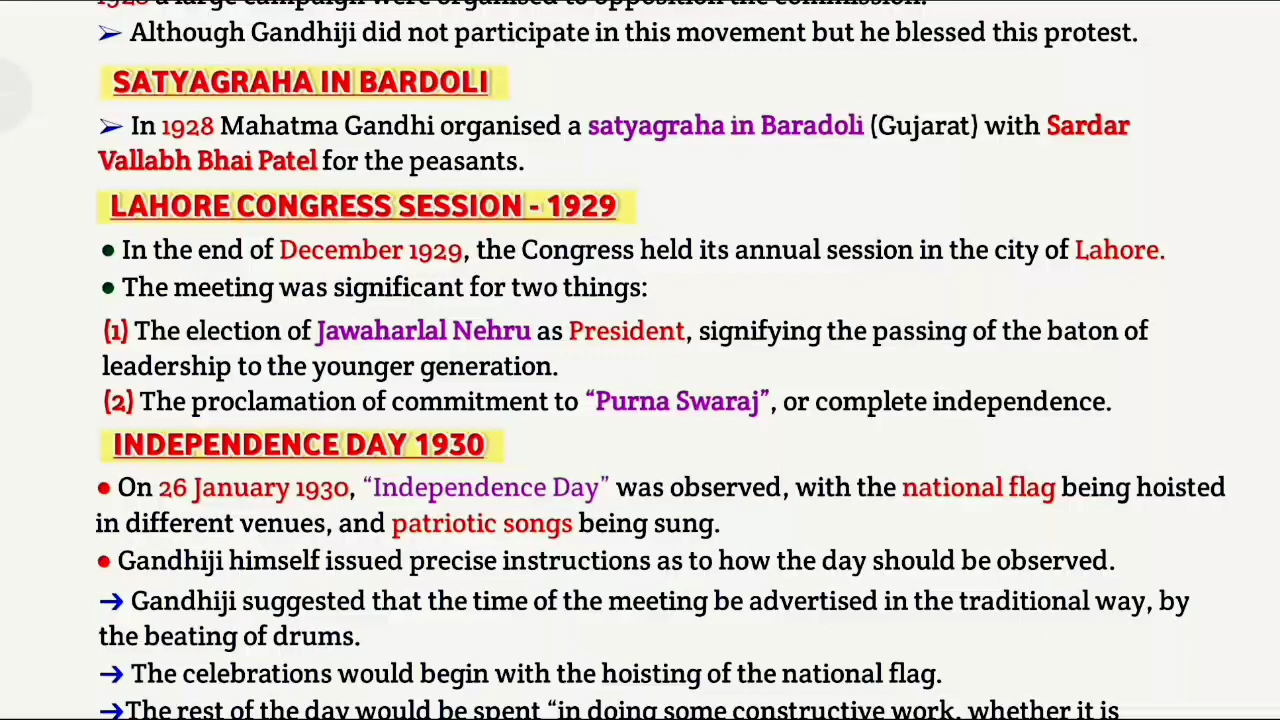 1928 a large campaign were organised to opposition the commission.
➢ Although Gandhiji did not participate in this movement but he blessed this protest.
SATYAGRAHA IN BARDOLI
➢ In 1928 Mahatma Gandhi organised a satyagraha in Baradoli (Gujarat) with Sardar
Vallabh Bhai Patel for the peasants.
LAHORE CONGRESS SESSION - 1929
● In the end of December 1929, the Congress held its annual session in the city of Lahore.
● The meeting was significant for two things:
(1) The election of Jawaharlal Nehru as President, signifying the passing of the baton of
leadership to the younger generation.
(2) The proclamation of commitment to “Purna Swaraj”, or complete independence.
INDEPENDENCE DAY 1930
● On 26 January 1930, “Independence Day” was observed, with the national flag being hoisted
in different venues, and patriotic songs being sung.
● Gandhiji himself issued precise instructions as to how the day should be observed.
→ Gandhiji suggested that the time of the meeting be advertised in the traditional way, by
the beating of drums.
→ The celebrations would begin with the hoisting of the national flag.
→The rest of the day would be spent “in doing some constructive work, whether it is